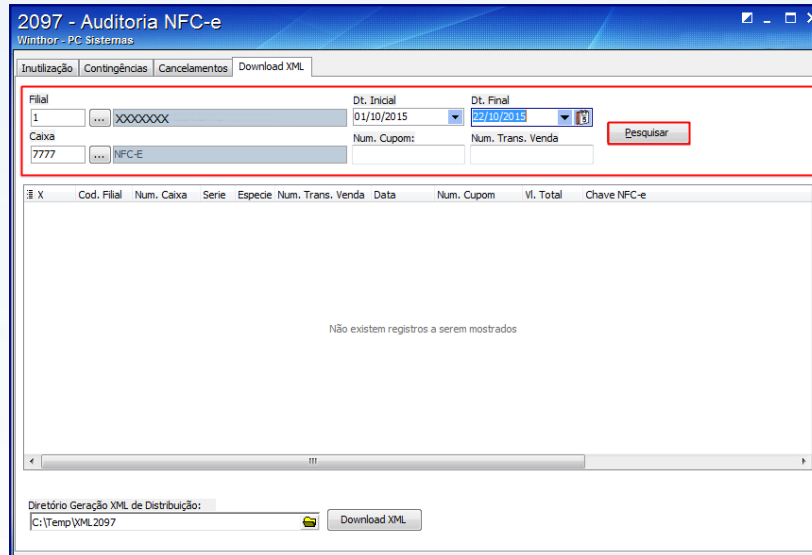 2097 - Auditoria NFC-e
Winthor - PC Sistemas
Inutilização Contingências Cancelamentos Download XML
Filial Dt. Inicial Dt. Final
1 ... XXXXXXX 01/10/2015 22/10/2015
Pesquisar
Caixa Num. Cupom: Num. Trans. Venda
7777 ... NFC-E
X Cod. Filial Num. Caixa Serie Especie Num. Trans. Venda Data Num. Cupom Vl. Total Chave NFC-e
Não existem registros a serem mostrados
Diretório Geração XML de Distribuição:
C:\Temp\XML2097 Download XML